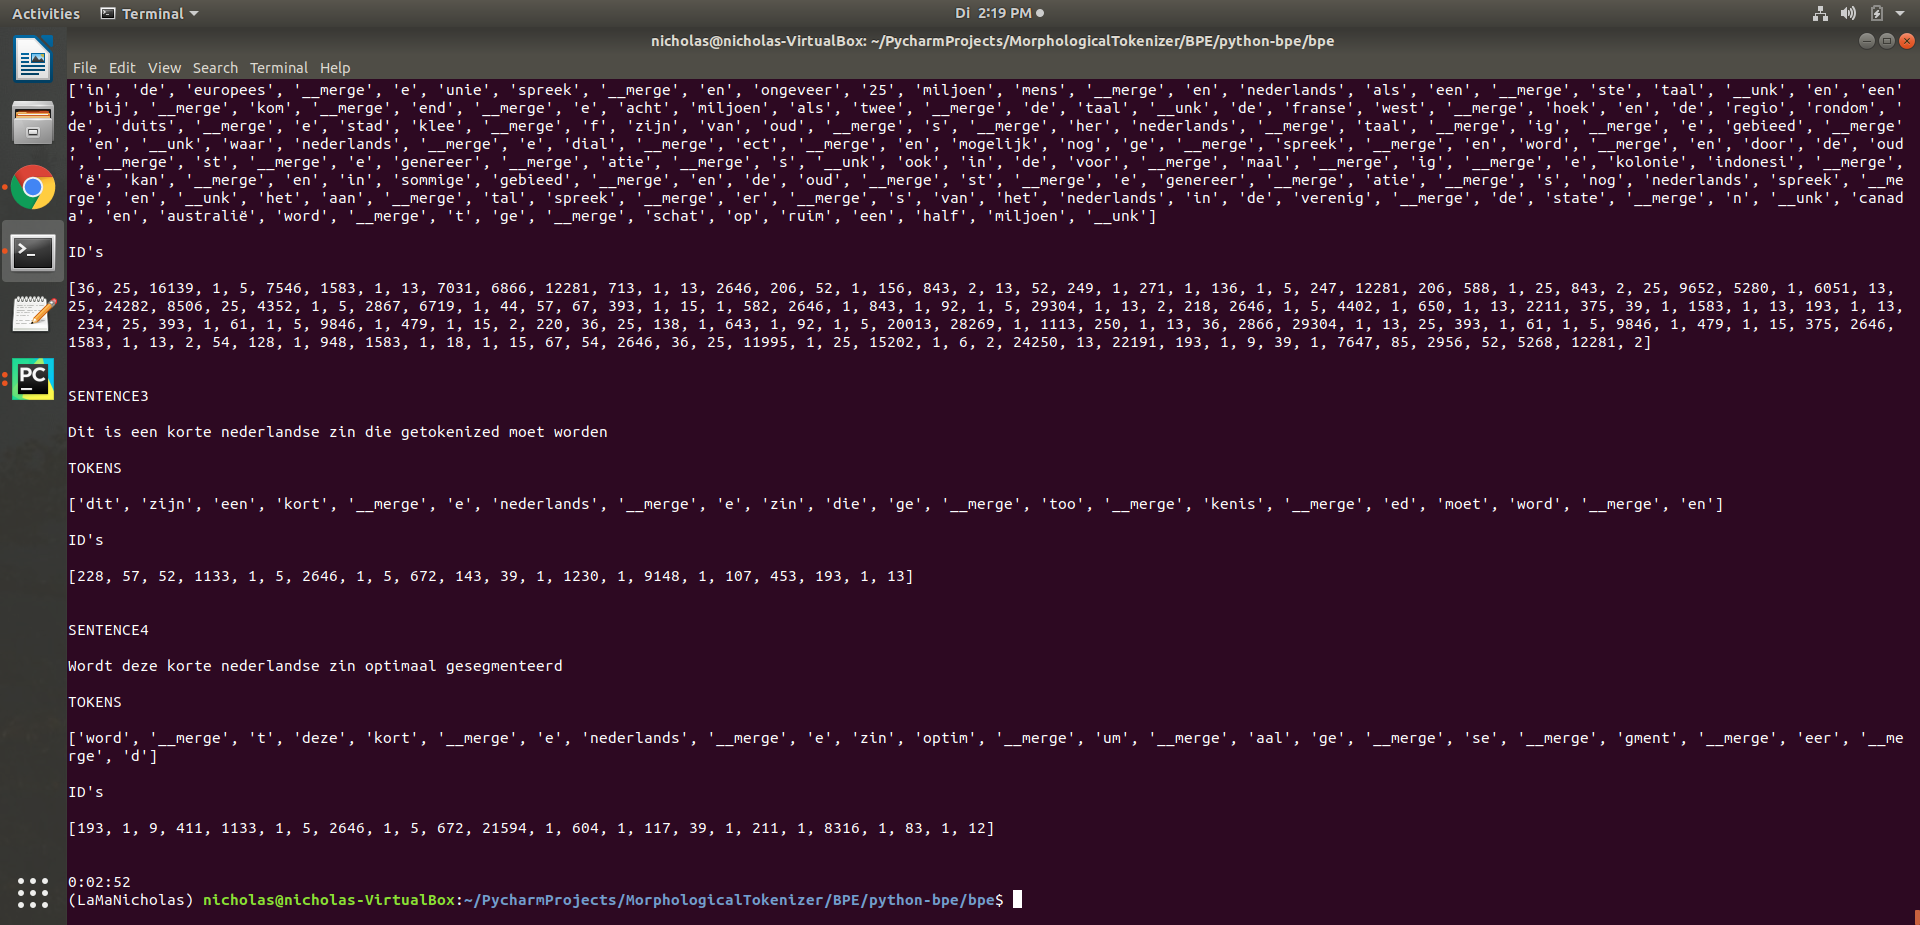 Activities Terminal Di 2:19 PM
nicholas@nicholas-VirtualBox: ~/PycharmProjects/MorphologicalTokenizer/BPE/python-bpe/bpe
File Edit View Search Terminal Help
['in', 'de', 'europees', '__merge', 'e', 'unie', 'spreek', '__merge', 'en', 'ongeveer', '25', 'miljoen', 'mens', '__merge', 'en', 'nederlands', 'als', 'een', '__merge', 'ste', 'taal', '__unk', 'en', 'een'
, 'bij', '__merge', 'kom', '__merge', 'end', '__merge', 'e', 'acht', 'miljoen', 'als', 'twee', '__merge', 'de', 'taal', '__unk', 'de', 'franse', 'west', '__merge', 'hoek', 'en', 'de', 'regio', 'rondom', '
de', 'duits', '__merge', 'e', 'stad', 'klee', '__merge', 'f', 'zijn', 'van', 'oud', '__merge', 's', '__merge', 'her', 'nederlands', '__merge', 'taal', '__merge', 'ig', '__merge', 'e', 'gebieed', '__merge'
, 'en', '__unk', 'waar', 'nederlands', '__merge', 'e', 'dial', '__merge', 'ect', '__merge', 'en', 'mogelijk', 'nog', 'ge', '__merge', 'spreek', '__merge', 'en', 'word', '__merge', 'en', 'door', 'de', 'oud
', '__merge', 'st', '__merge', 'e', 'genereer', '__merge', 'atie', '__merge', 's', '__unk', 'ook', 'in', 'de', 'voor', '__merge', 'maal', '__merge', 'ig', '__merge', 'e', 'kolonie', 'indonesi', '__merge',
'ë', 'kan', '__merge', 'en', 'in', 'sommige', 'gebieed', '__merge', 'en', 'de', 'oud', '__merge', 'st', '__merge', 'e', 'genereer', '__merge', 'atie', '__merge', 's', 'nog', 'nederlands', 'spreek', '__me
rge', 'en', '__unk', 'het', 'aan', '__merge', 'tal', 'spreek', '__merge', 'er', '__merge', 's', 'van', 'het', 'nederlands', 'in', 'de', 'verenig', '__merge', 'de', 'state', '__merge', 'n', '__unk', 'canad
a', 'en', 'australië', 'word', '__merge', 't', 'ge', '__merge', 'schat', 'op', 'ruim', 'een', 'half', 'miljoen', '__unk']
ID's
[36, 25, 16139, 1, 5, 7546, 1583, 1, 13, 7031, 6866, 12281, 713, 1, 13, 2646, 206, 52, 1, 156, 843, 2, 13, 52, 249, 1, 271, 1, 136, 1, 5, 247, 12281, 206, 588, 1, 25, 843, 2, 25, 9652, 5280, 1, 6051, 13,
25, 24282, 8506, 25, 4352, 1, 5, 2867, 6719, 1, 44, 57, 67, 393, 1, 15, 1, 582, 2646, 1, 843, 1, 92, 1, 5, 29304, 1, 13, 2, 218, 2646, 1, 5, 4402, 1, 650, 1, 13, 2211, 375, 39, 1, 1583, 1, 13, 193, 1, 13,
234, 25, 393, 1, 61, 1, 5, 9846, 1, 479, 1, 15, 2, 220, 36, 25, 138, 1, 643, 1, 92, 1, 5, 20013, 28269, 1, 1113, 250, 1, 13, 36, 2866, 29304, 1, 13, 25, 393, 1, 61, 1, 5, 9846, 1, 479, 1, 15, 375, 2646,
1583, 1, 13, 2, 54, 128, 1, 948, 1583, 1, 18, 1, 15, 67, 54, 2646, 36, 25, 11995, 1, 25, 15202, 1, 6, 2, 24250, 13, 22191, 193, 1, 9, 39, 1, 7647, 85, 2956, 52, 5268, 12281, 2]
SENTENCE3
Dit is een korte nederlandse zin die getokenized moet worden
TOKENS
['dit', 'zijn', 'een', 'kort', '__merge', 'e', 'nederlands', '__merge', 'e', 'zin', 'die', 'ge', '__merge', 'too', '__merge', 'kenis', '__merge', 'ed', 'moet', 'word', '__merge', 'en']
ID's
[228, 57, 52, 1133, 1, 5, 2646, 1, 5, 672, 143, 39, 1, 1230, 1, 9148, 1, 107, 453, 193, 1, 13]
SENTENCE4
Wordt deze korte nederlandse zin optimaal gesegmenteerd
TOKENS
['word', '__merge', 't', 'deze', 'kort', '__merge', 'e', 'nederlands', '__merge', 'e', 'zin', 'optim', '__merge', 'um', '__merge', 'aal', 'ge', '__merge', 'se', '__merge', 'gment', '__merge', 'eer', '__me
rge', 'd']
ID's
[193, 1, 9, 411, 1133, 1, 5, 2646, 1, 5, 672, 21594, 1, 604, 1, 117, 39, 1, 211, 1, 8316, 1, 83, 1, 12]
0:02:52
(LaMaNicholas) nicholas@nicholas-VirtualBox:~/PycharmProjects/MorphologicalTokenizer/BPE/python-bpe/bpe$
PC